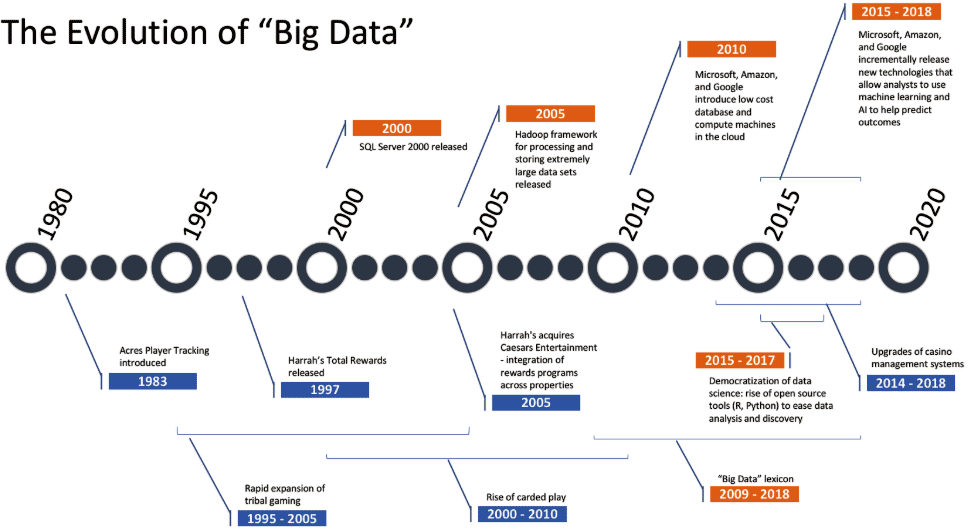 The Evolution of “Big Data”
2015 - 2018
Microsoft, Amazon,
and Google
incrementally release
new technologies that
allow analysts to use
machine learning and
AI to help predict
outcomes
2010
Microsoft, Amazon,
and Google
introduce low cost
database and
compute machines
in the cloud
2005
Hadoop framework
for processing and
storing extremely
large data sets
released
2000
SQL Server 2000 released
1980
1995
2000
2005
2010
2015
2020
Acres Player Tracking
introduced
1983
Harrah’s Total Rewards
released
1997
Harrah's acquires
Caesars Entertainment
- integration of
rewards programs
across properties
2005
2015 - 2017
Democratization of data
science: rise of open source
tools (R, Python) to ease data
analysis and discovery
Upgrades of casino
management systems
2014 - 2018
Rapid expansion of
tribal gaming
1995 - 2005
Rise of carded play
2000 - 2010
“Big Data” lexicon
2009 - 2018